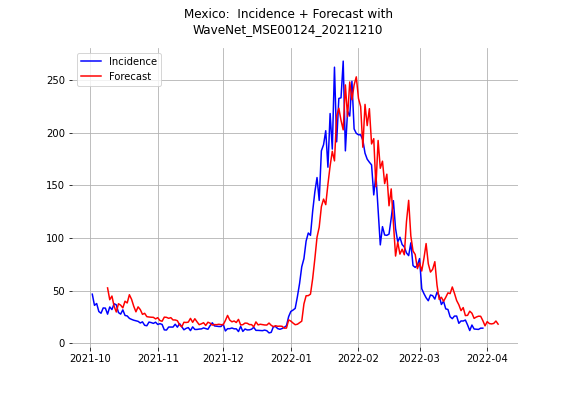 Mexico:  Incidence + Forecast with
WaveNet_MSE00124_20211210
Incidence
Forecast
250
200
150
100
50
0
2021-10 2021-11 2021-12 2022-01 2022-02 2022-03 2022-04